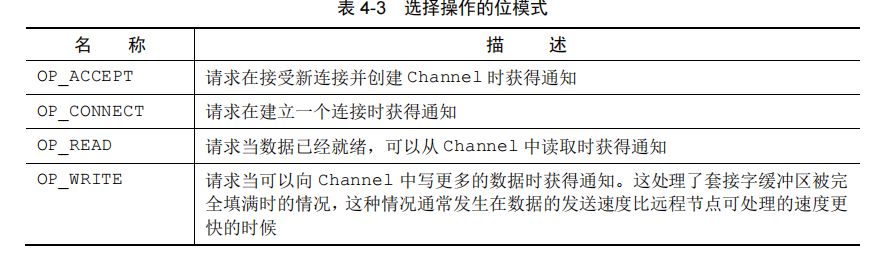 表 4-3 选择操作的位模式
名 称 描 述
OP_ACCEPT 请求在接受新连接并创建 Channel 时获得通知
OP_CONNECT 请求在建立一个连接时获得通知
OP_READ 请求当数据已经就绪，可以从 Channel 中读取时获得通知
OP_WRITE 请求当可以向 Channel 中写更多的数据时获得通知。这处理了套接字缓冲区被完
全填满时的情况，这种情况通常发生在数据的发送速度比远程节点可处理的速度更
快的时候